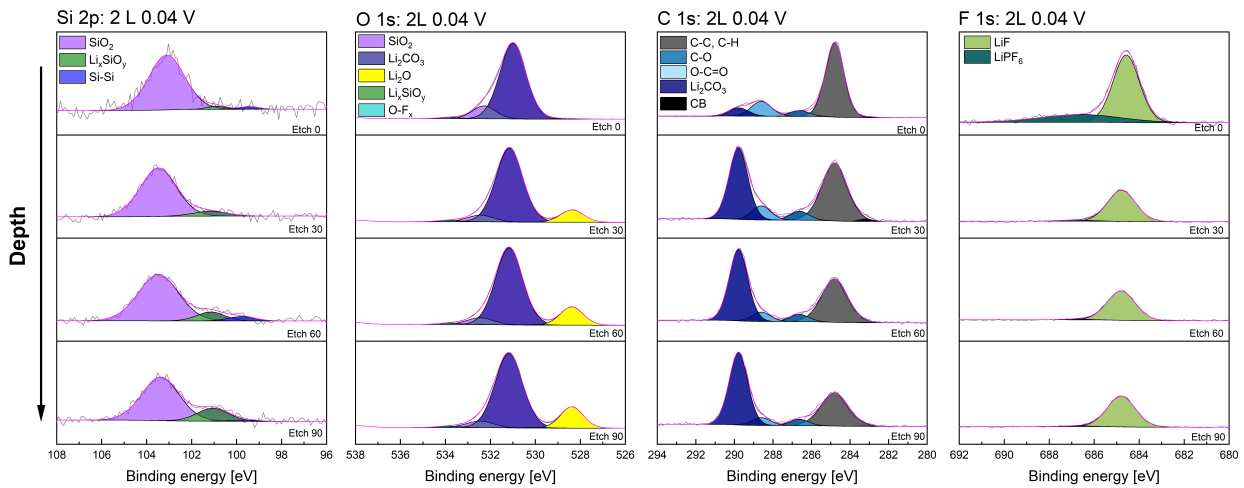 Si 2p: 2 L 0.04 V
SiO2
LixSiOy
Si-Si
Etch 0
Etch 30
Etch 60
Etch 90
108 106 104 102 100 98 96
Binding energy [eV]
O 1s: 2L 0.04 V
SiO2
Li2CO3
Li2O
LixSiOy
O-Fx
Etch 0
Etch 30
Etch 60
Etch 90
538 536 534 532 530 528 526
Binding energy [eV]
C 1s: 2L 0.04 V
C-C, C-H
C-O
O-C=O
Li2CO3
CB
Etch 0
Etch 30
Etch 60
Etch 90
294 292 290 288 286 284 282 280
Binding energy [eV]
F 1s: 2L 0.04 V
LiF
LiPF6
Etch 0
Etch 30
Etch 60
Etch 90
692 690 688 686 684 682 680
Binding energy [eV]
Depth